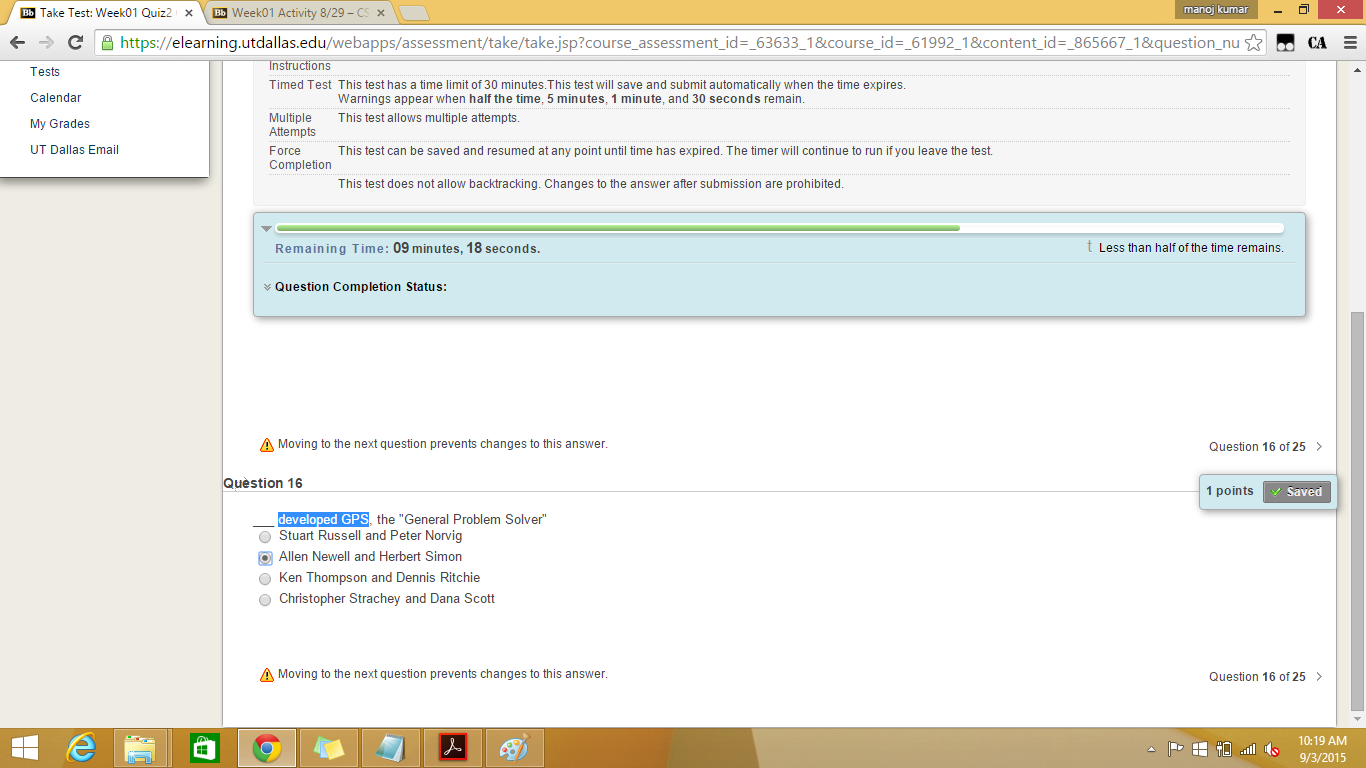 Take Test: Week01 Quiz2
Week01 Activity 8/29 – CS
manoj kumar
https://elearning.utdallas.edu/webapps/assessment/take/take.jsp?course_assessment_id=_63633_1&course_id=_61992_1&content_id=_865667_1&question_nu
CA
Tests
Calendar
My Grades
UT Dallas Email
Instructions
Timed Test This test has a time limit of 30 minutes.This test will save and submit automatically when the time expires.
Warnings appear when half the time, 5 minutes, 1 minute, and 30 seconds remain.
Multiple Attempts This test allows multiple attempts.
Force Completion This test can be saved and resumed at any point until time has expired. The timer will continue to run if you leave the test.
This test does not allow backtracking. Changes to the answer after submission are prohibited.
Remaining Time: 09 minutes, 18 seconds.
t Less than half of the time remains.
Question Completion Status:
Moving to the next question prevents changes to this answer.
Question 16 of 25 >
Question 16
1 points Saved
___ developed GPS, the "General Problem Solver"
Stuart Russell and Peter Norvig
Allen Newell and Herbert Simon
Ken Thompson and Dennis Ritchie
Christopher Strachey and Dana Scott
Moving to the next question prevents changes to this answer.
Question 16 of 25 >
10:19 AM
9/3/2015